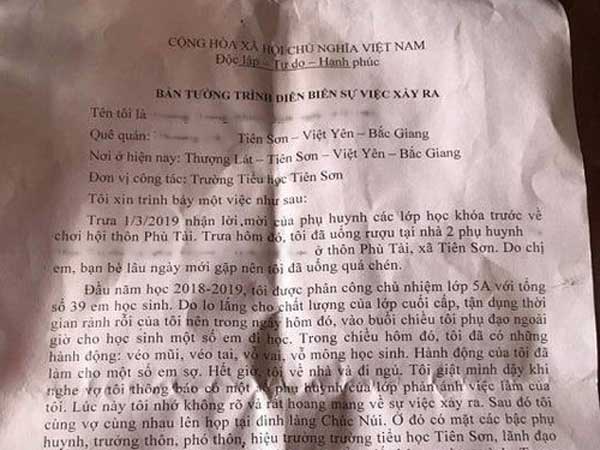 CỘNG HÒA XÃ HỘI CHỦ NGHĨA VIỆT NAM
Độc lập – Tự do – Hạnh phúc
BẢN TƯỜNG TRÌNH DIỄN BIẾN SỰ VIỆC XẢY RA
Tên tôi là
Quê quán: Tiên Sơn – Việt Yên – Bắc Giang
Nơi ở hiện nay: Thượng Lát – Tiên Sơn – Việt Yên – Bắc Giang
Đơn vị công tác: Trường Tiểu học Tiên Sơn
Tôi xin trình bầy một việc như sau:
Trưa 1/3/2019 nhận lời mời của phụ huynh các lớp học khóa trước về
chơi hội thôn Phù Tài. Trưa hôm đó, tôi đã uống rượu tại nhà 2 phụ huynh
ở thôn Phù Tài, xã Tiên Sơn. Do chị
em, bạn bè lâu ngày mới gặp nên tôi đã uống quá chén.
Đầu năm học 2018-2019, tôi được phân công chủ nhiệm lớp 5A với tổng
số 39 em học sinh. Do lo lắng cho chất lượng của lớp cuối cấp, tận dụng thời
gian rảnh rỗi của tôi nên trong ngày hôm đó, vào buổi chiều tôi phụ đạo ngoài
giờ cho học sinh một số em đi học. Trong chiều hôm đó, tôi đã có những
hành động: véo mũi, véo tai, vỗ vai, vỗ mông học sinh. Hành động của tôi đã
làm cho một số em sợ. Hết giờ, tôi về nhà và đi ngủ. Tôi giật mình dậy khi
nghe vợ tôi thông báo có một số phụ huynh của lớp phản ánh việc làm của
tôi. Lúc này tôi nhớ không rõ và rất hoang mang về sự việc xảy ra. Sau đó tôi
cùng vợ cùng nhau lên họp tại đình làng Chúc Núi. Ở đó có mặt các bậc phụ
huynh, trưởng thôn, phó thôn, hiệu trưởng trường tiểu học Tiên Sơn, lãnh đạo